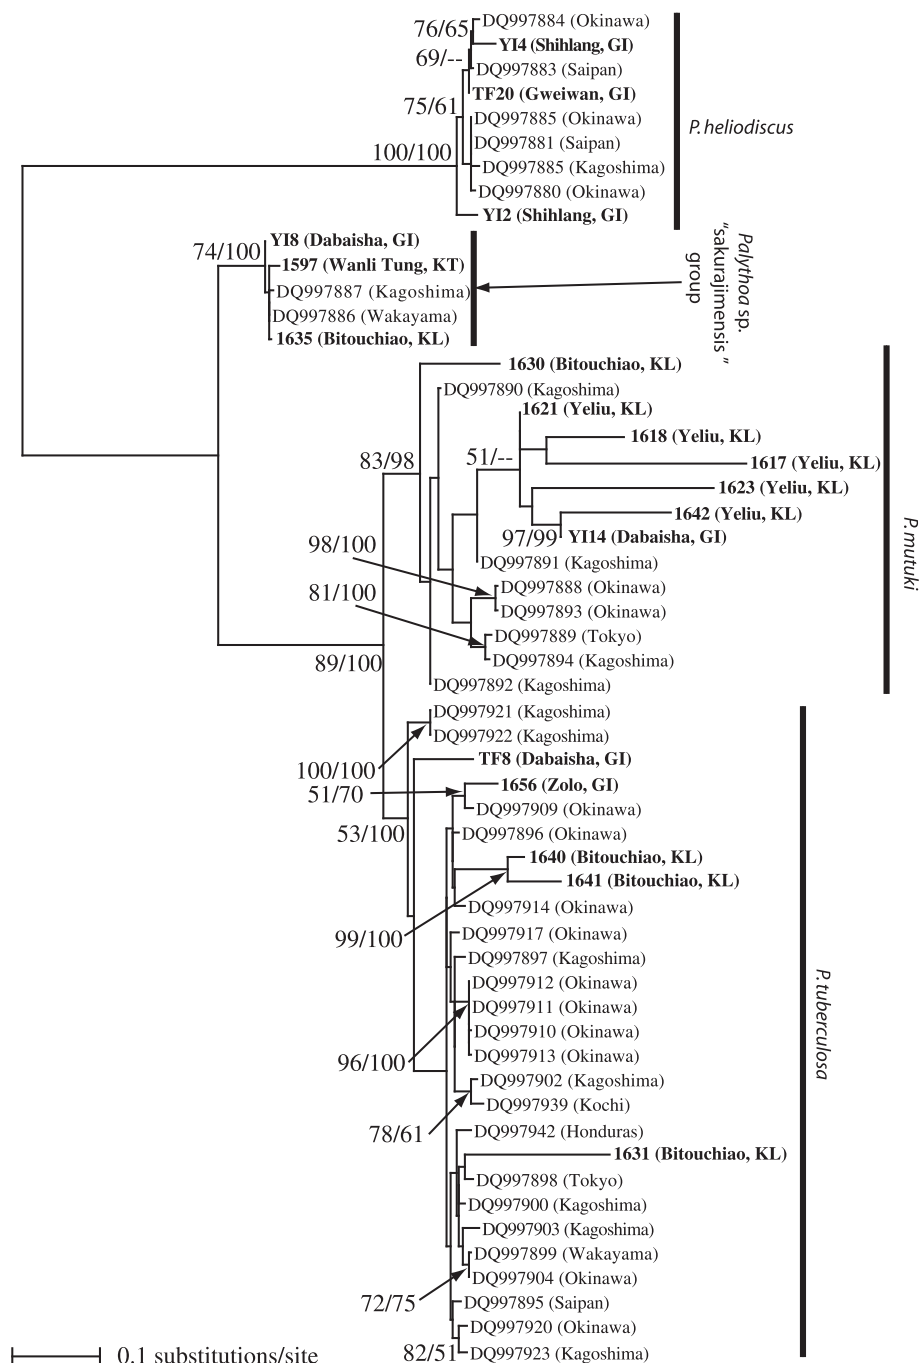 DQ997884 (Okinawa)
76/65
YI4 (Shihlang, GI)
69/--
DQ997883 (Saipan)
TF20 (Gweiwan, GI)
75/61
DQ997885 (Okinawa)
P. heliodiscus
DQ997881 (Saipan)
100/100
DQ997885 (Kagoshima)
DQ997880 (Okinawa)
YI2 (Shihlang, GI)
74/100
YI8 (Dabaisha, GI)
1597 (Wanli Tung, KT)
DQ997887 (Kagoshima)
DQ997886 (Wakayama)
1635 (Bitouchiao, KL)
Palythoa sp.
"sakurajimensis"
group
1630 (Bitouchiao, KL)
DQ997890 (Kagoshima)
1621 (Yeliu, KL)
1618 (Yeliu, KL)
83/98
51/--
1617 (Yeliu, KL)
1623 (Yeliu, KL)
1642 (Yeliu, KL)
97/99
YI14 (Dabaisha, GI)
98/100
DQ997891 (Kagoshima)
P. mutuki
DQ997888 (Okinawa)
81/100
DQ997893 (Okinawa)
DQ997889 (Tokyo)
DQ997894 (Kagoshima)
89/100
DQ997892 (Kagoshima)
DQ997921 (Kagoshima)
DQ997922 (Kagoshima)
TF8 (Dabaisha, GI)
100/100
1656 (Zolo, GI)
51/70
DQ997909 (Okinawa)
53/100
DQ997896 (Okinawa)
1640 (Bitouchiao, KL)
1641 (Bitouchiao, KL)
DQ997914 (Okinawa)
99/100
DQ997917 (Okinawa)
DQ997897 (Kagoshima)
DQ997912 (Okinawa)
DQ997911 (Okinawa)
P. tuberculosa
DQ997910 (Okinawa)
DQ997913 (Okinawa)
96/100
DQ997902 (Kagoshima)
DQ997939 (Kochi)
78/61
DQ997942 (Honduras)
1631 (Bitouchiao, KL)
DQ997898 (Tokyo)
DQ997900 (Kagoshima)
DQ997903 (Kagoshima)
DQ997899 (Wakayama)
DQ997904 (Okinawa)
72/75
DQ997895 (Saipan)
DQ997920 (Okinawa)
82/51
DQ997923 (Kagoshima)
0.1 substitutions/site